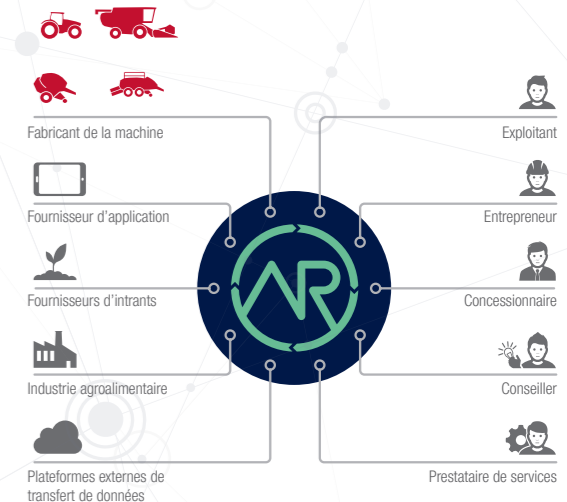 Fabricant de la machine
Fournisseur d'application
Fournisseurs d'intrants
Industrie agroalimentaire
Plateformes externes de
transfert de données
AR
Exploitant
Entrepreneur
Concessionnaire
Conseiller
Prestataire de services